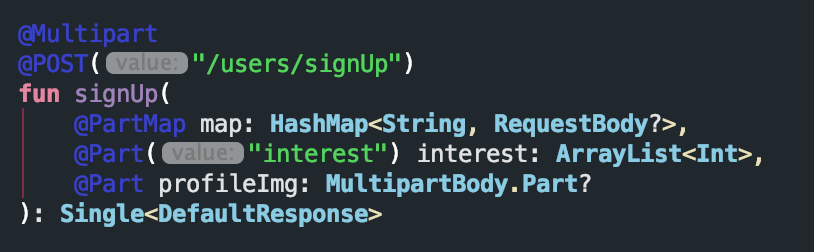 @Multipart
@POST( value: "/users/signUp")
fun signUp(
    @PartMap map: HashMap<String, RequestBody?>,
    @Part( value: "interest") interest: ArrayList<Int>,
    @Part profileImg: MultipartBody.Part?
): Single<DefaultResponse>